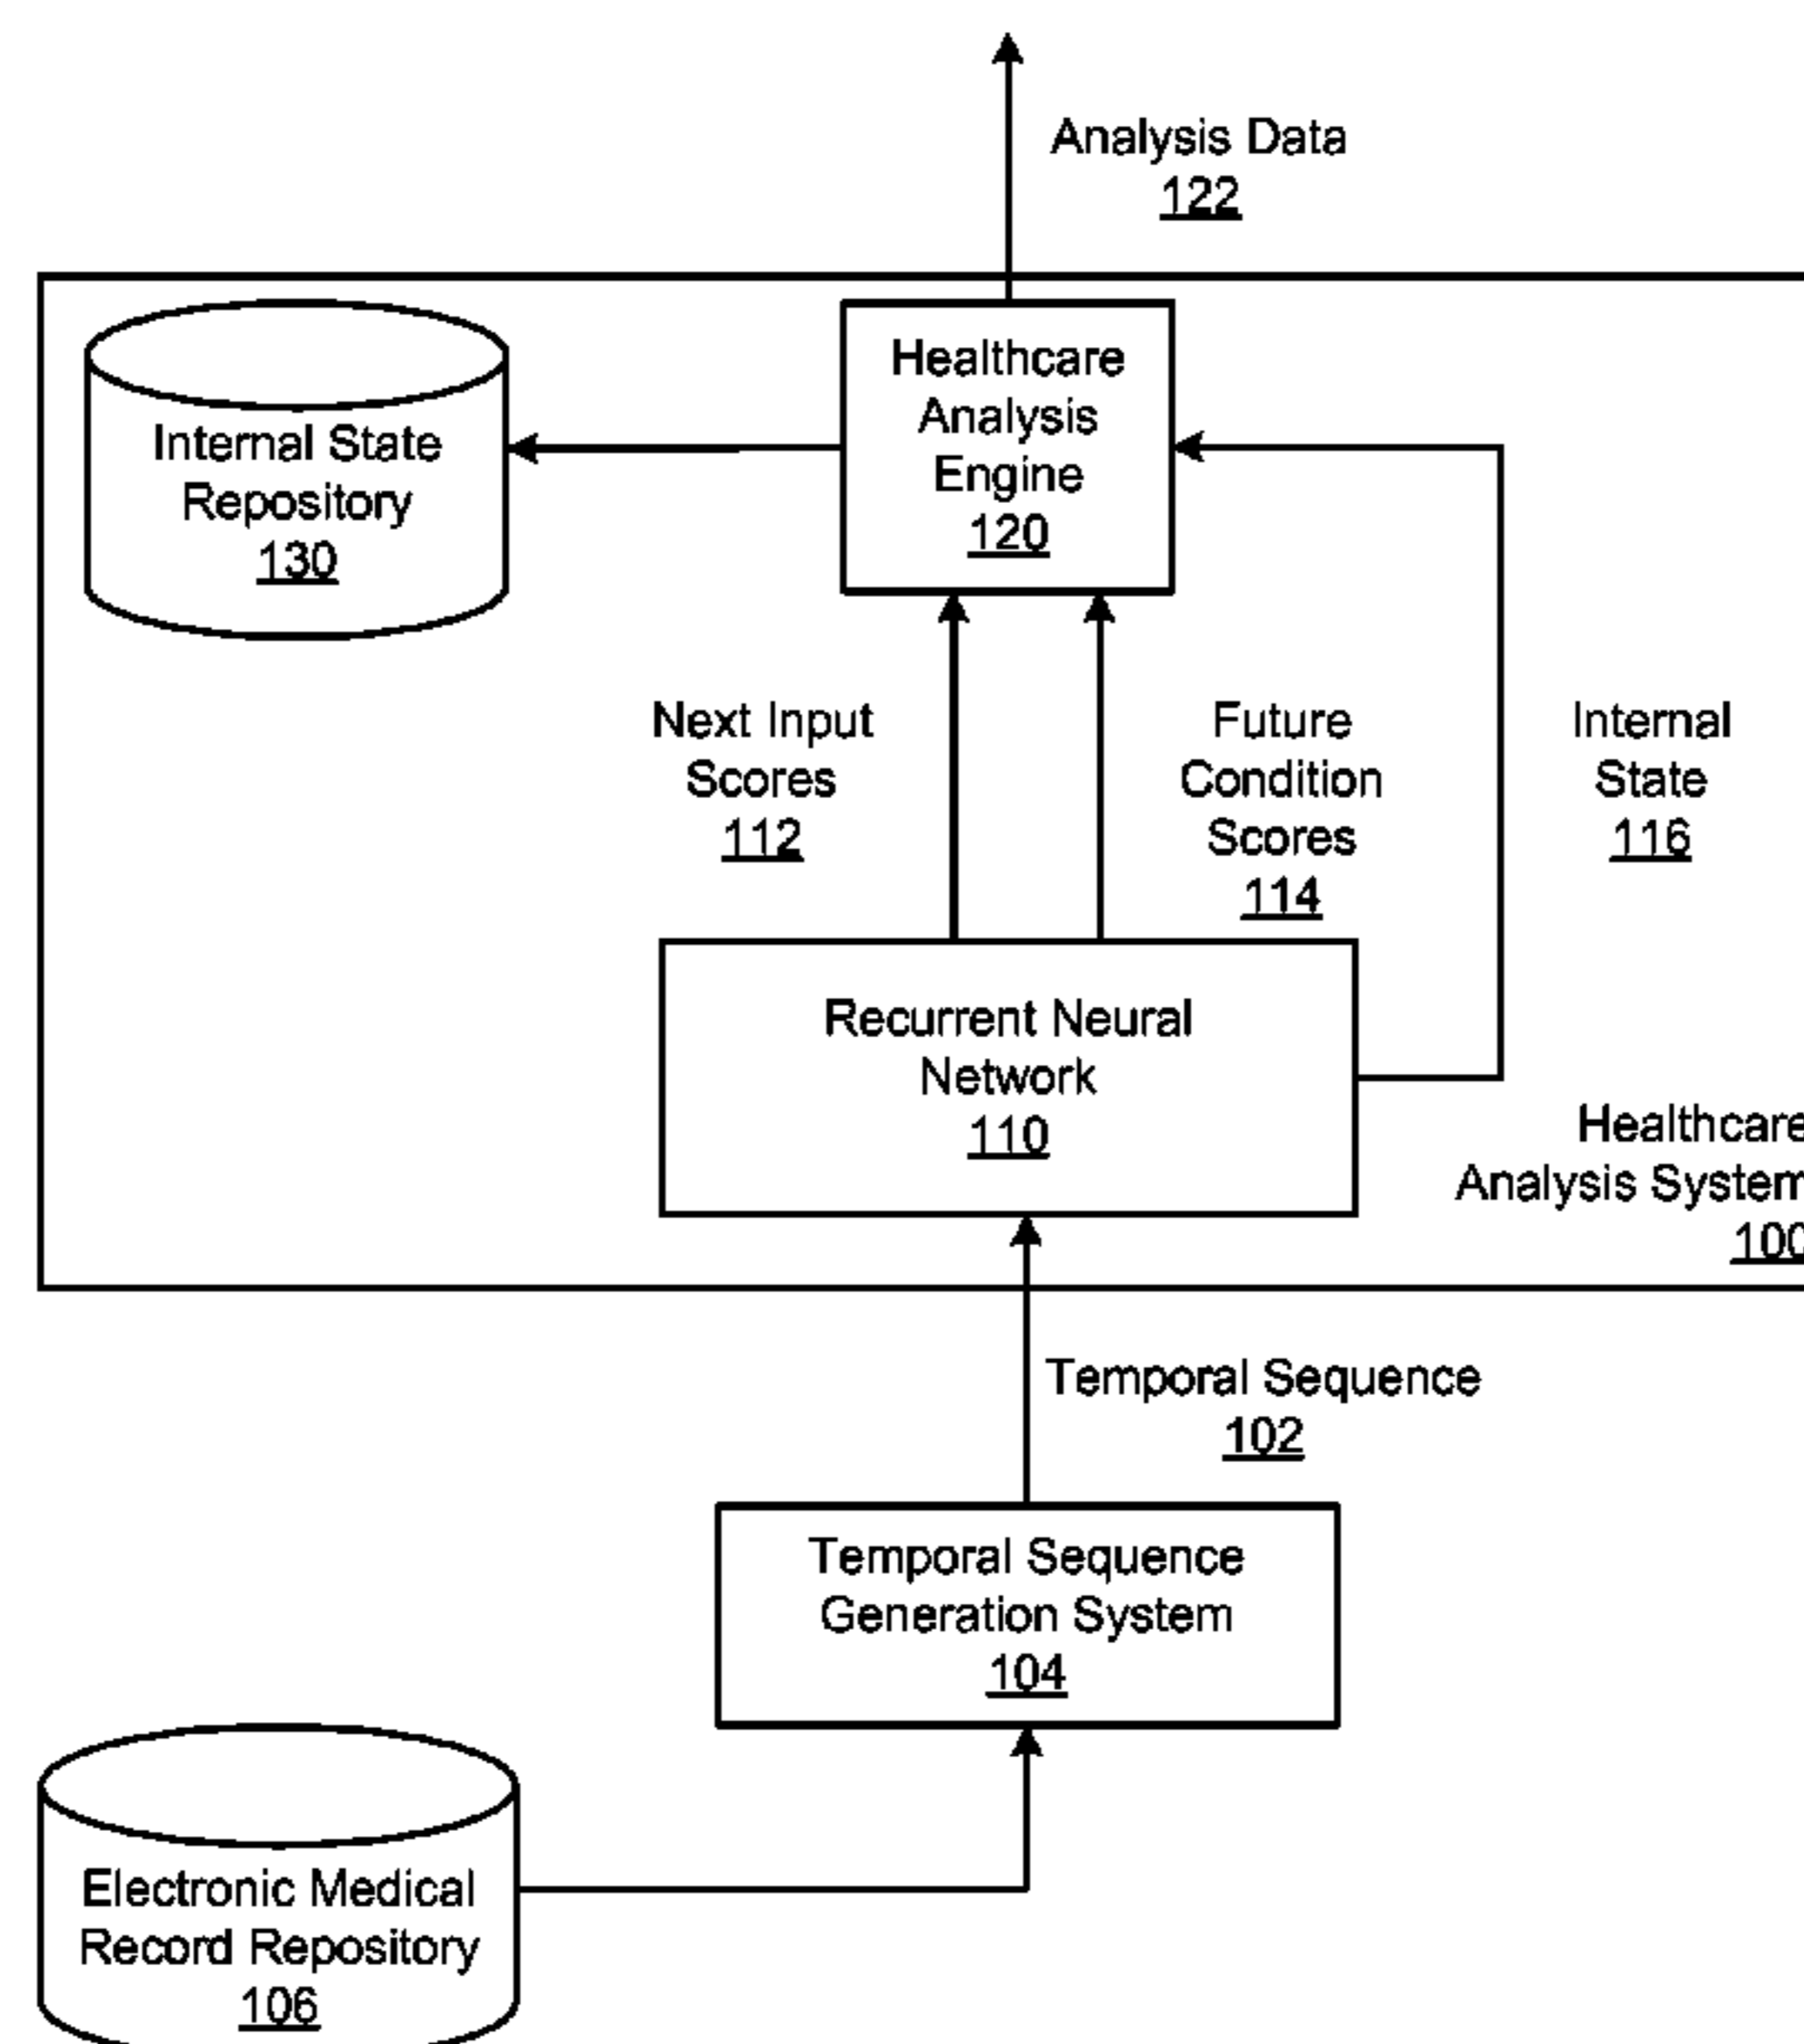 Analysis Data
122
Healthcare
Analysis
Engine
120
Internal State
Repository
130
Next Input
Scores
112
Future
Condition
Scores
114
Internal
State
116
Recurrent Neural
Network
110
Healthcare
Analysis System
100
Temporal Sequence
102
Temporal Sequence
Generation System
104
Electronic Medical
Record Repository
106